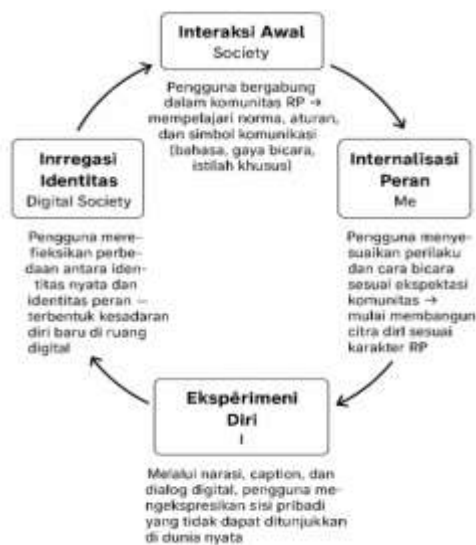 Interaksi Awal
Society
Pengguna bergabung
dalam komunitas RP →
mempelajari norma, aturan,
dan simbol komunikasi
(bahasa, gaya bicara,
istilah khusus)
Internalisasi
Peran
Me
Pengguna menye-
suaikan perilaku
dan cara bicara
sesuai ekspektasi
komunitas →
mulai membangun
citra diri sesuai
karakter RP
Ekspérimeni
Diri
I
Melalui narasi, caption, dan
dialog digital, pengguna me-
ngekspresikan sisi pribadi
yang tidak dapat ditunjukkan
di dunia nyata
Inrregasi
Identitas
Digital Society
Pengguna mere-
fieksikan perbe-
daan antara iden-
titas nyata dan
identitas peran —
terbentuk kesadaran
diri baru di ruang
digital